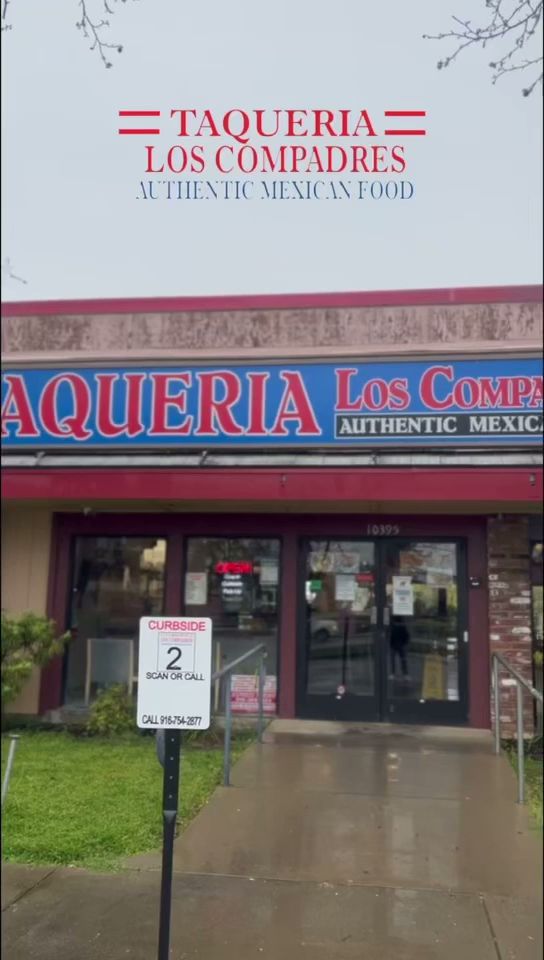 TAQUERIA
LOS COMPADRES
AUTHENTIC MEXICAN FOOD
AQUERIA
LOS COMPA
AUTHENTIC MEXICA
10395
OPEN
CURBSIDE
2
SCAN OR CALL
CALL 916-754-2877